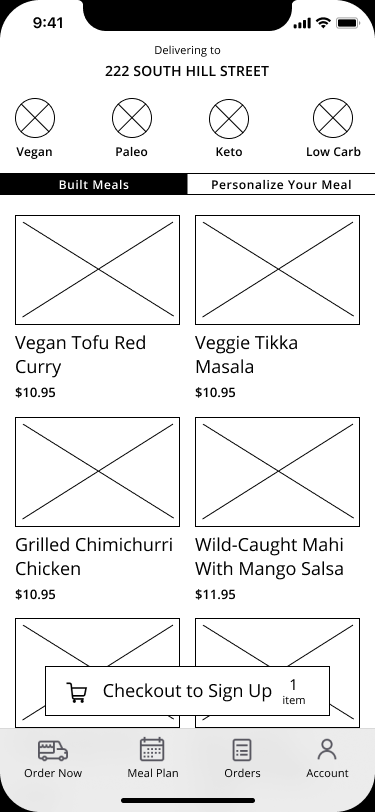 9:41
Delivering to
222 SOUTH HILL STREET
Vegan
Paleo
Keto
Low Carb
Built Meals
Personalize Your Meal
Vegan Tofu Red
Curry
$10.95
Veggie Tikka
Masala
$10.95
Grilled Chimichurri
Chicken
$10.95
Wild-Caught Mahi
With Mango Salsa
$11.95
Checkout to Sign Up
1
item
Order Now
Meal Plan
Orders
Account